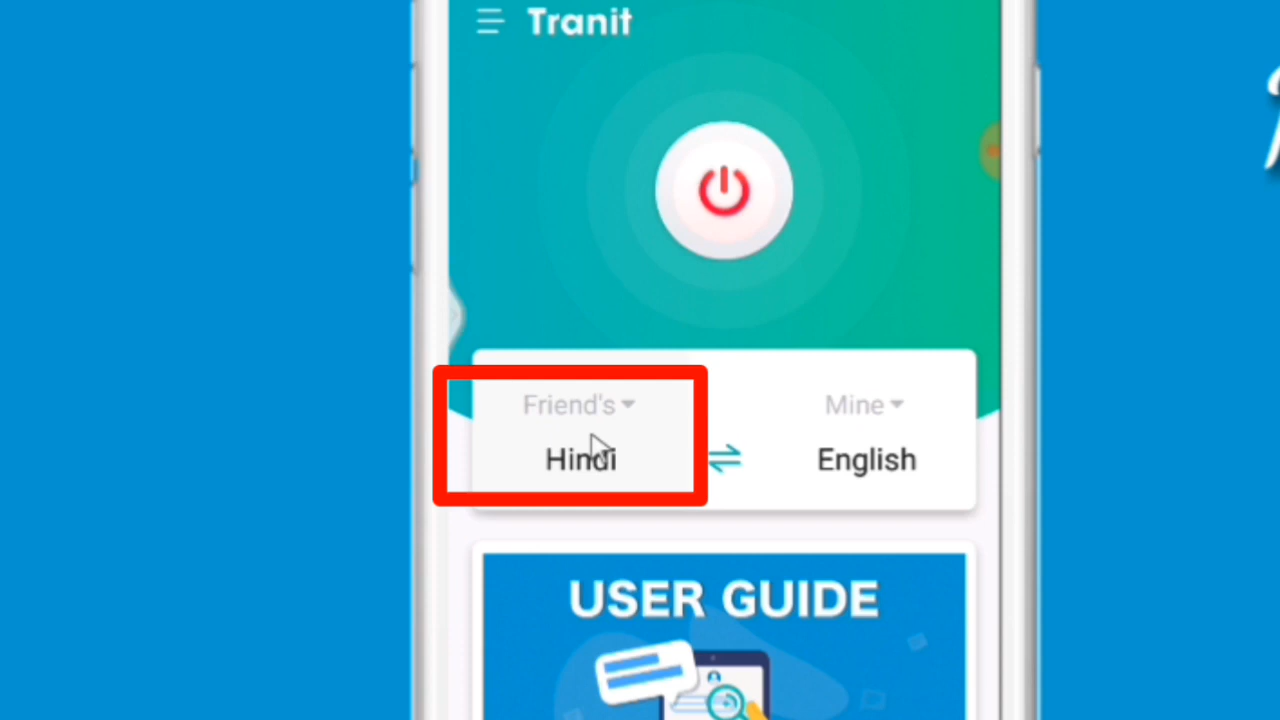 Tranit
Friend's
Mine
Hindi
English
USER GUIDE